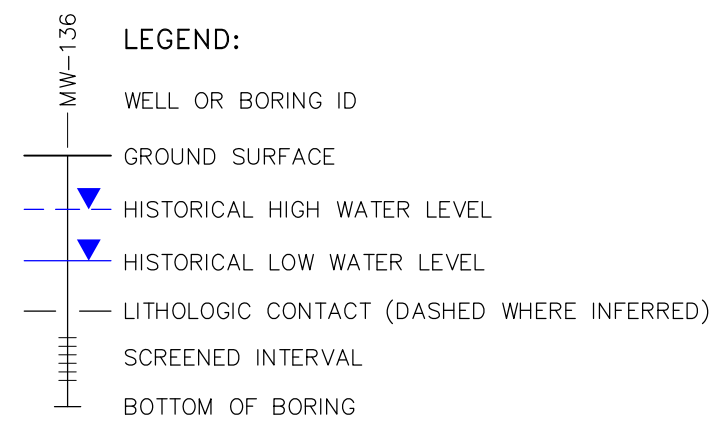 MW-136
LEGEND:
WELL OR BORING ID
GROUND SURFACE
HISTORICAL HIGH WATER LEVEL
HISTORICAL LOW WATER LEVEL
LITHOLOGIC CONTACT (DASHED WHERE INFERRED)
SCREENED INTERVAL
BOTTOM OF BORING